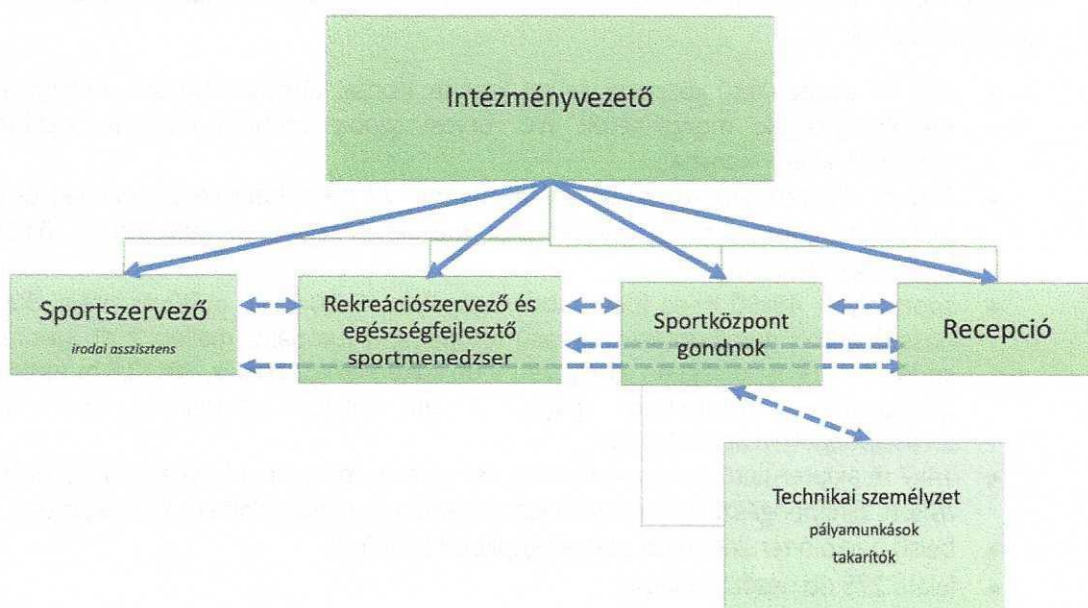 Intézményvezető
Sportszervező
irodai asszisztens
Rekreációszervező és
egészségfejlesztő
sportmenedzser
Sportközpont
gondnok
Recepció
Technikai személyzet
pályamunkások
takarítók